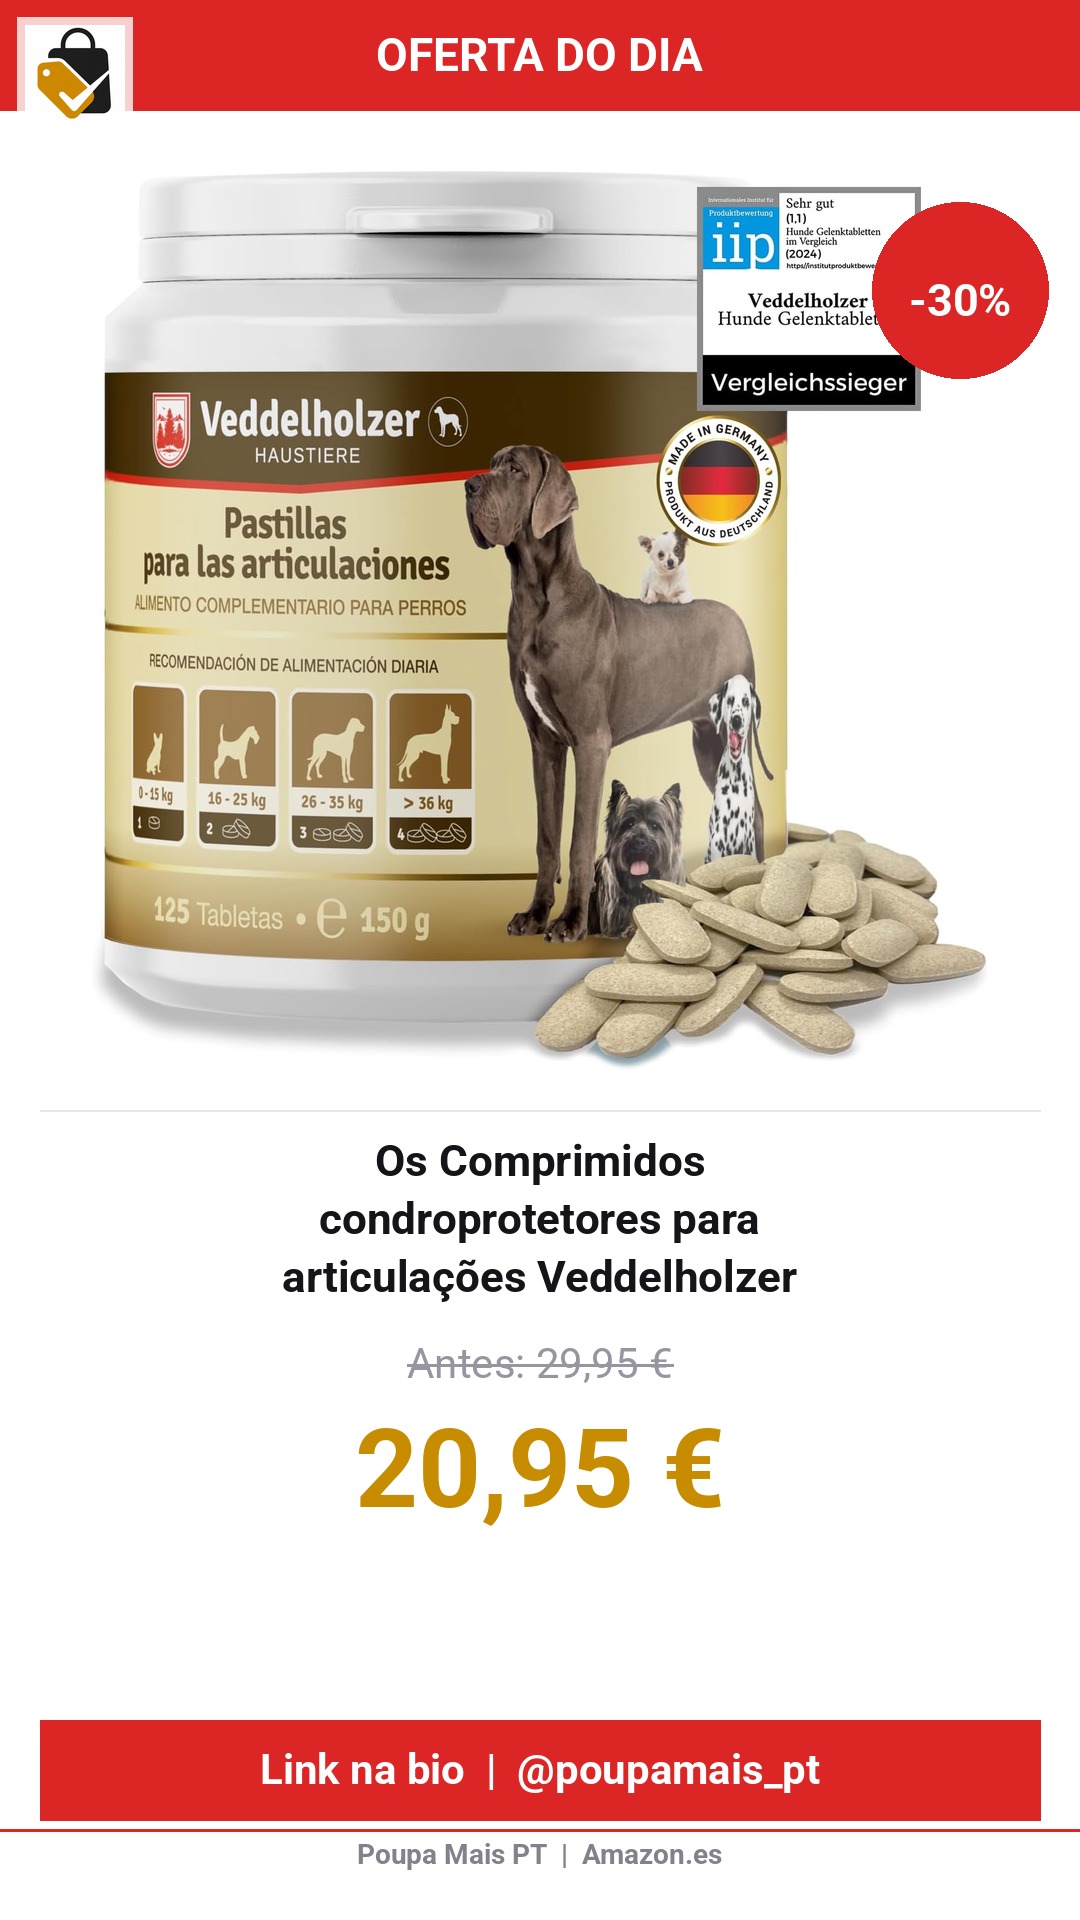 OFERTA DO DIA
Internationales Institut für
Produktbewertung
iip
Sehr gut
(1,1)
Hunde Gelenktabletten
im Vergleich
(2024)
Veddelholzer
Hunde Gelenktablet
Vergleichssieger
-30%
Veddelholzer
HAUSTIERE
MADE IN GERMANY
PRODUKT AUS DEUTSCHLAND
Pastillas
para las articulaciones
ALIMENTO COMPLEMENTARIO PARA PERROS
RECOMENDACIÓN DE ALIMENTACIÓN DIARIA
0 - 15 kg
16 - 25 kg
26 - 35 kg
> 36 kg
1
2
3
4
125 Tabletas • e 150 g
Os Comprimidos
condroprotetores para
articulações Veddelholzer
Antes: 29,95 €
20,95 €
Link na bio | @poupamais_pt
Poupa Mais PT | Amazon.es